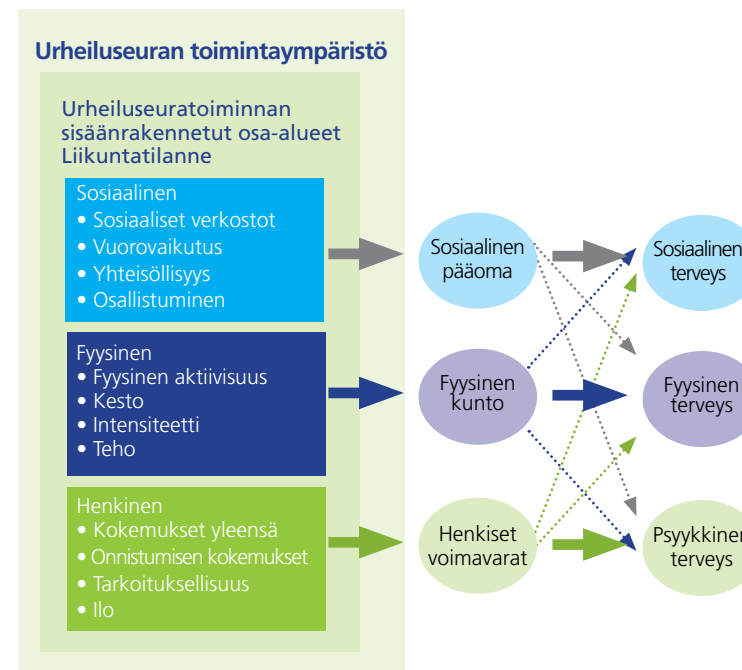 Urheiluseuran toimintaympäristö
Urheiluseuratoiminnan
sisäänrakennetut osa-alueet
Liikuntatilanne
Sosiaalinen
• Sosiaaliset verkostot
• Vuorovaikutus
• Yhteisöllisyys
• Osallistuminen
Fyysinen
• Fyysinen aktiivisuus
• Kesto
• Intensiteetti
• Teho
Henkinen
• Kokemukset yleensä
• Onnistumisen kokemukset
• Tarkoituksellisuus
• Ilo
Sosiaalinen
pääoma
Fyysinen
kunto
Henkiset
voimavarat
Sosiaalinen
terveys
Fyysinen
terveys
Psyykkinen
terveys